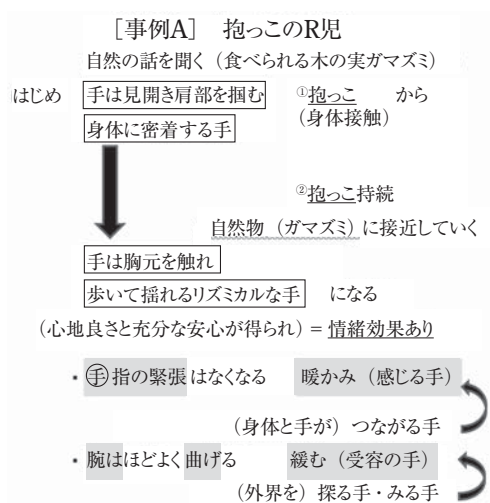 ［事例A］ 抱っこのR児
自然の話を聞く（食べられる木の実ガマズミ）
はじめ 手は見開き肩部を掴む ①抱っこ から
身体に密着する手 （身体接触）
②抱っこ持続
自然物（ガマズミ）に接近していく
手は胸元を触れ
歩いて揺れるリズミカルな手 になる
（心地良さと充分な安心が得られ）＝情緒効果あり
・手指の緊張はなくなる 暖かみ（感じる手）
（身体と手が）つながる手
・腕はほどよく曲げる 緩む（受容の手）
（外界を）探る手・みる手